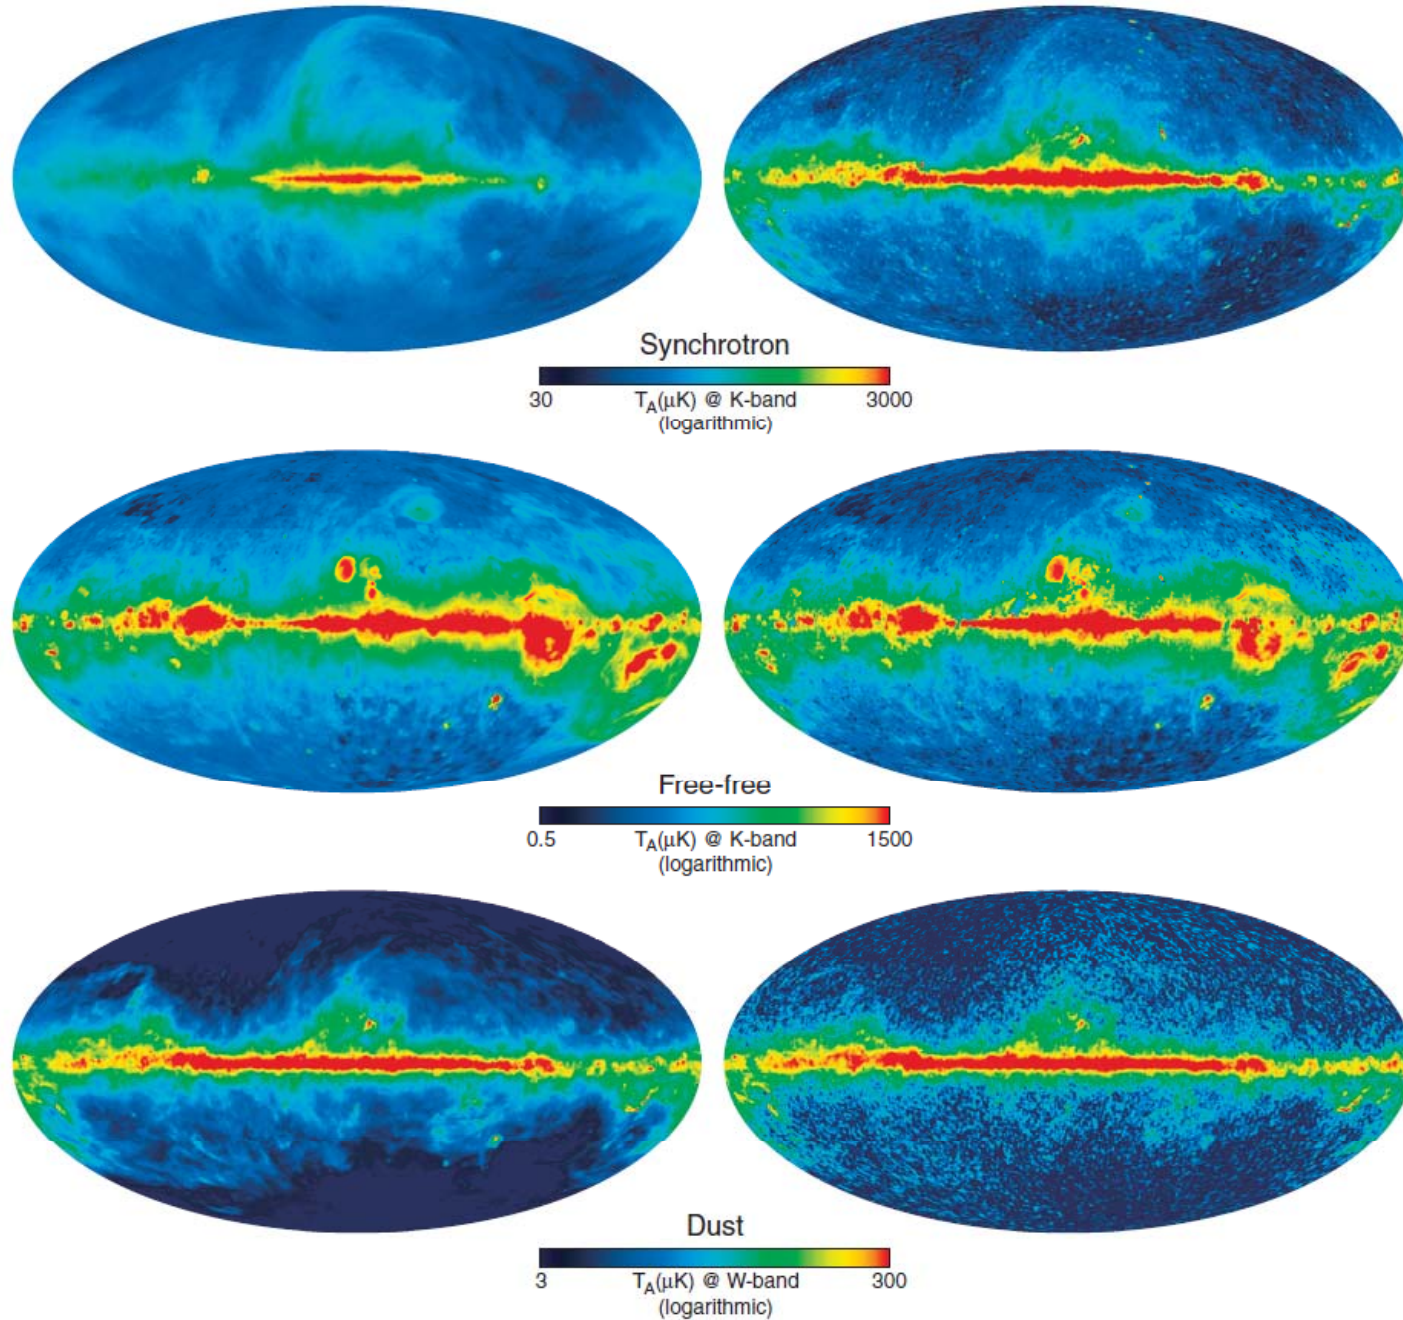 Synchrotron
30 T_A(μK) @ K-band 3000
(logarithmic)
Free-free
0.5 T_A(μK) @ K-band 1500
(logarithmic)
Dust
3 T_A(μK) @ W-band 300
(logarithmic)